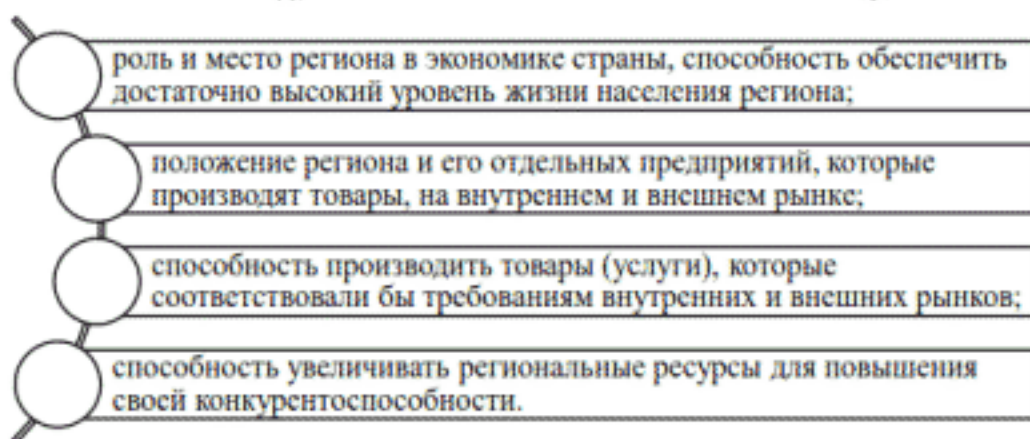 роль и место региона в экономике страны, способность обеспечить
достаточно высокий уровень жизни населения региона;
положение региона и его отдельных предприятий, которые
производят товары, на внутреннем и внешнем рынке;
способность производить товары (услуги), которые
соответствовали бы требованиям внутренних и внешних рынков;
способность увеличивать региональные ресурсы для повышения
своей конкурентоспособности.